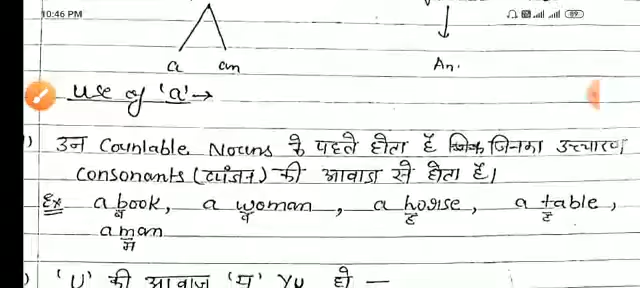 10:46 PM 89
a an An.
Use of 'a' →
) उन Countable Nouns के पहले होता है जिनका उच्चारण
Consonants (व्यंजन) की आवाज से होता है।
Ex a book, a woman, a horse, a table,
ब व ह ट
a man
म
) 'U' की आवाज 'य' Yu हो —